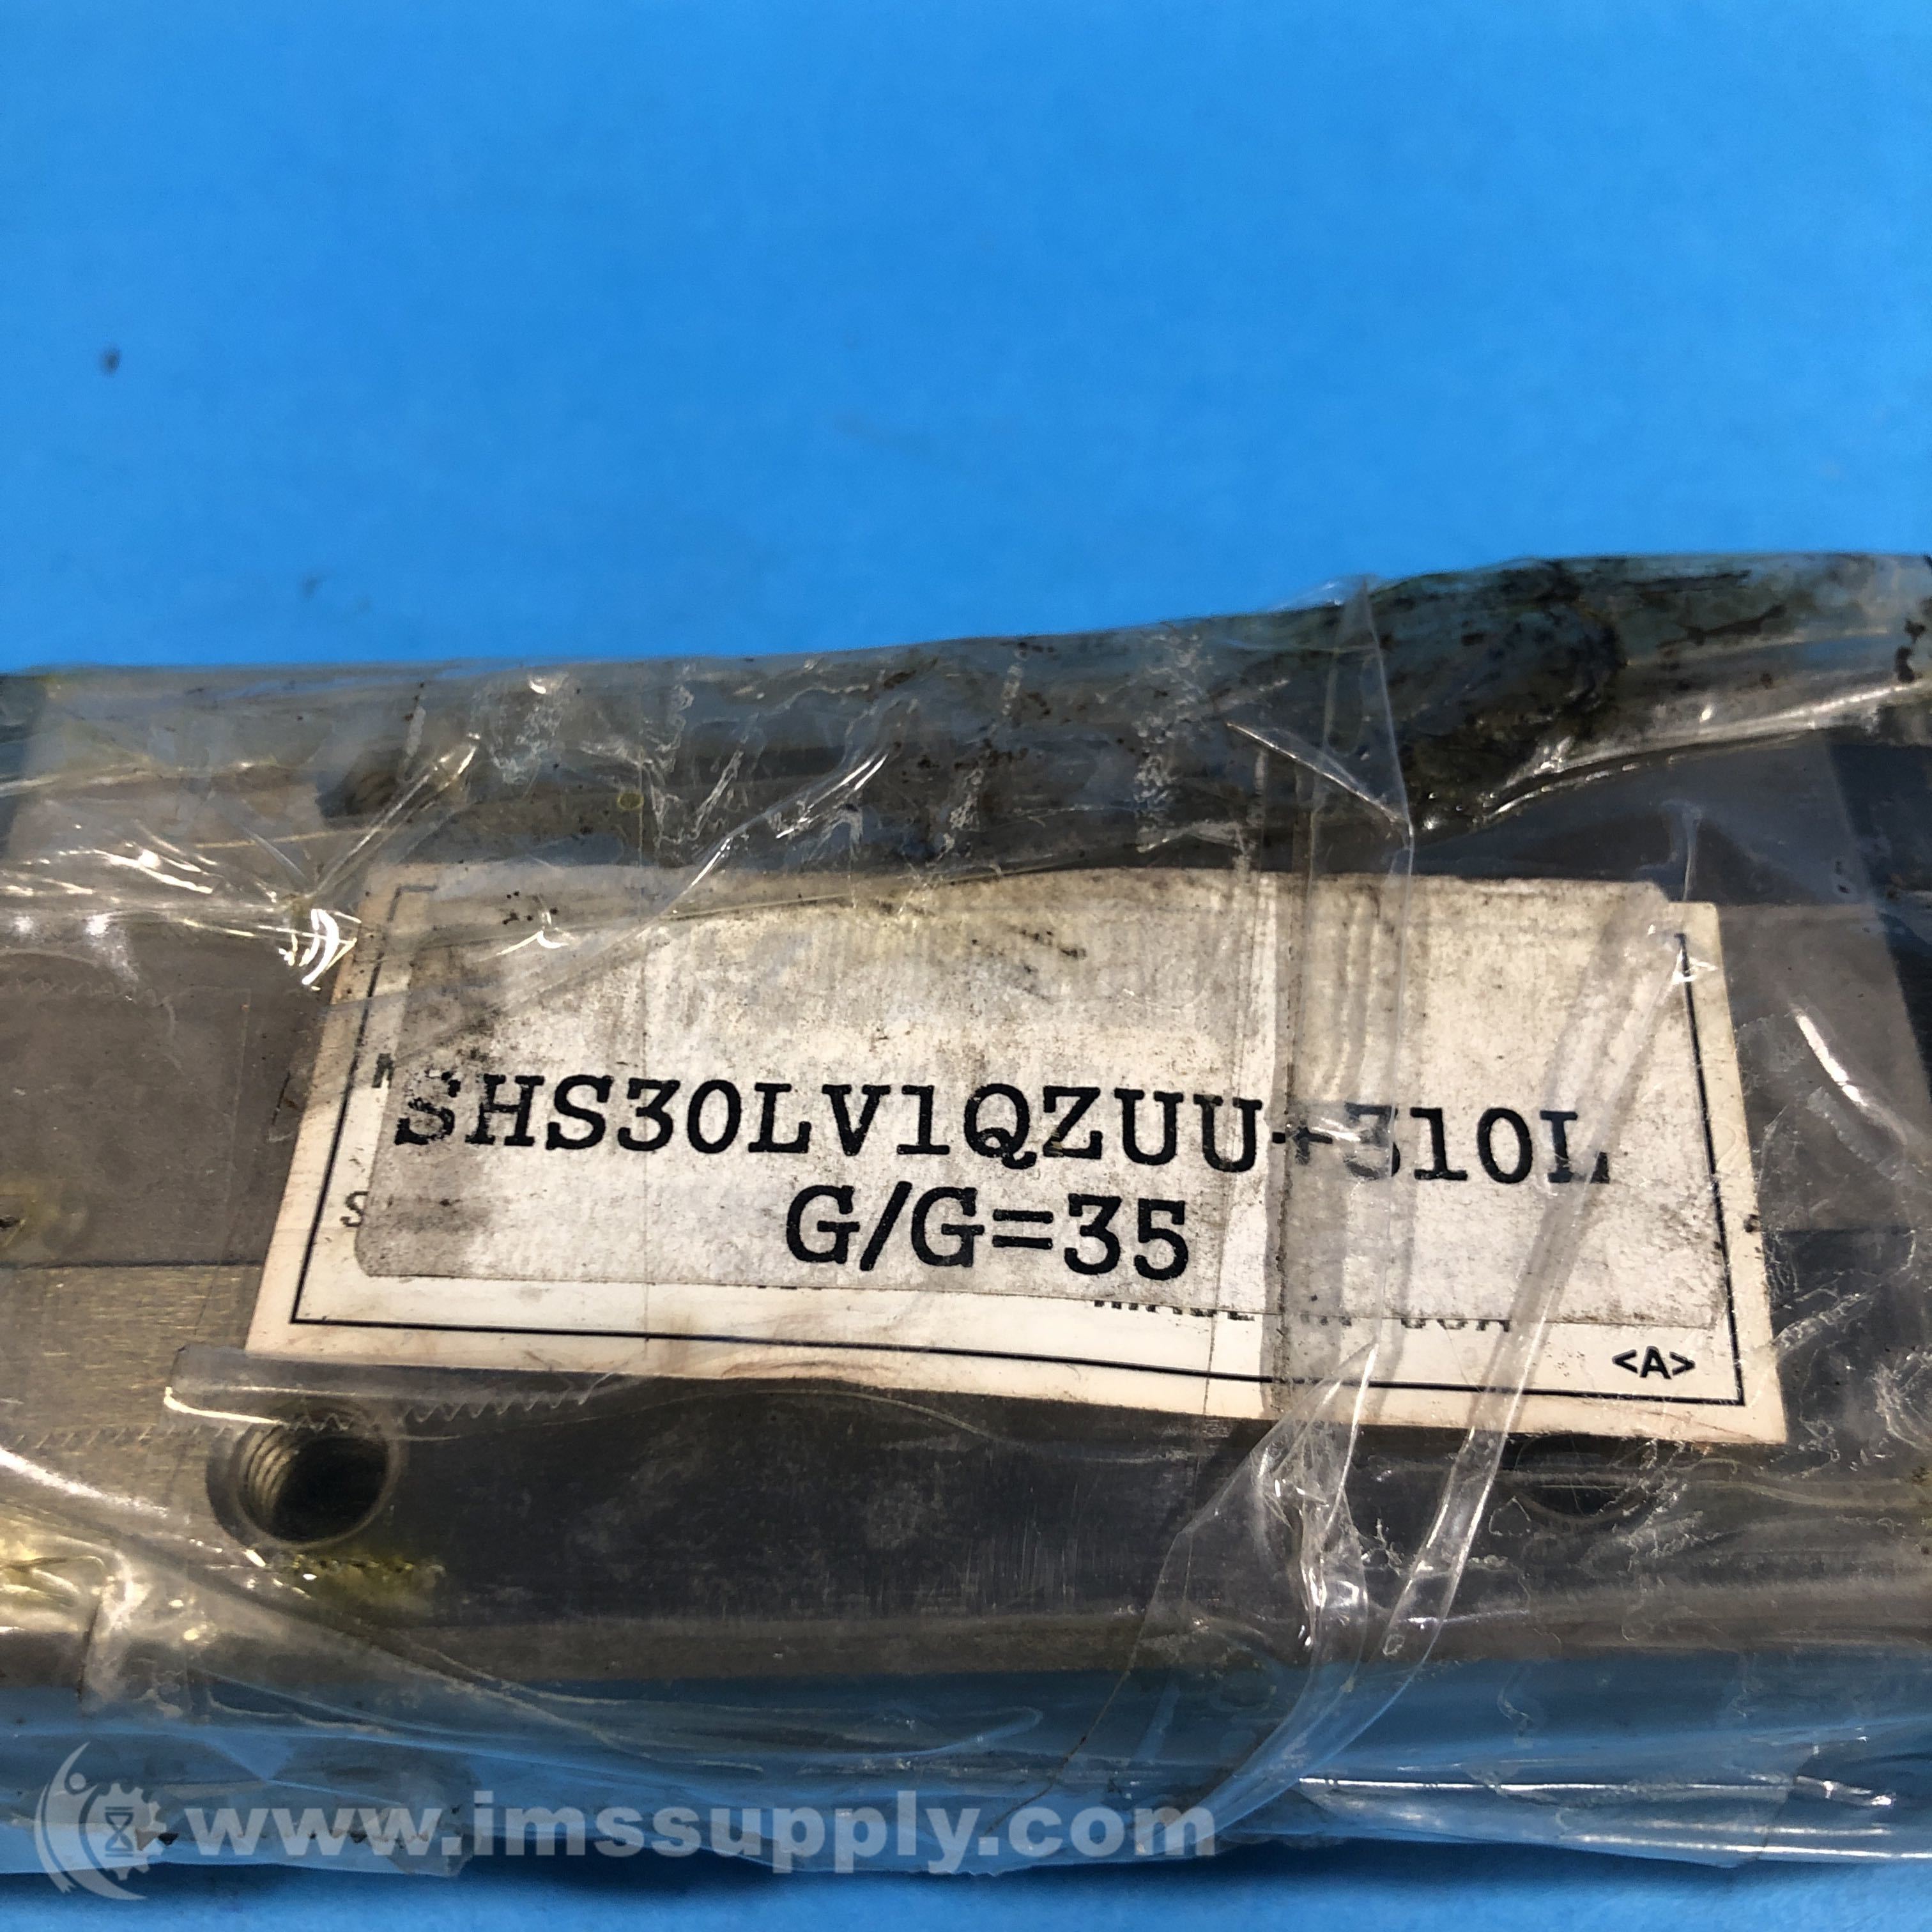 SHS30LV1QZUU+310L
G/G=35
<A>
www.imssupply.com